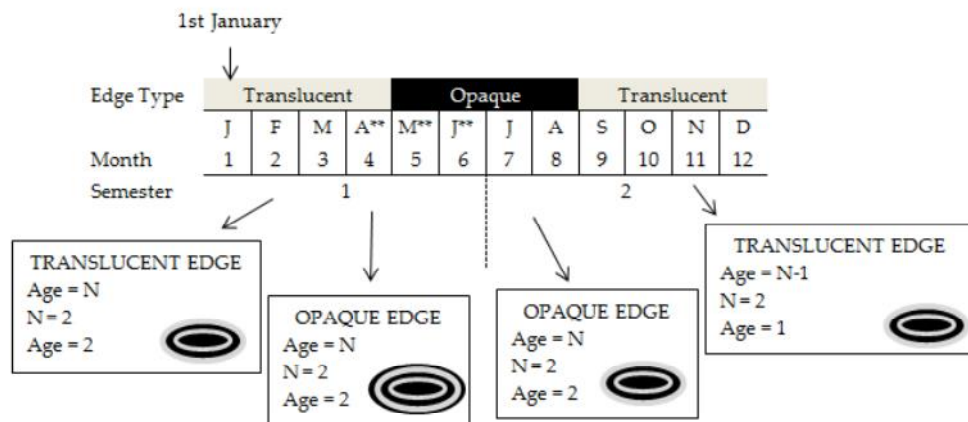 1st January
Edge Type Translucent Opaque Translucent
J F M A** M** J** J A S O N D
Month 1 2 3 4 5 6 7 8 9 10 11 12
Semester 1 2
TRANSLUCENT EDGE
Age = N
N = 2
Age = 2
OPAQUE EDGE
Age = N
N = 2
Age = 2
OPAQUE EDGE
Age = N
N = 2
Age = 2
TRANSLUCENT EDGE
Age = N-1
N = 2
Age = 1